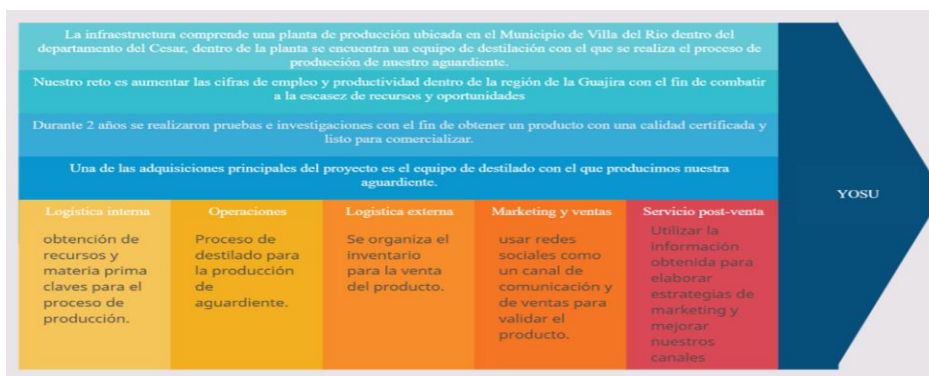 La infraestructura comprende una planta de producción ubicada en el Municipio de Villa del Rio dentro del
departamento del Cesar, dentro de la planta se encuentra un equipo de destilación con el que se realiza el proceso de
producción de nuestro aguardiente.
Nuestro reto es aumentar las cifras de empleo y productividad dentro de la región de la Guajira con el fin de combatir
a la escasez de recursos y oportunidades
Durante 2 años se realizaron pruebas e investigaciones con el fin de obtener un producto con una calidad certificada y
listo para comercializar.
Una de las adquisiciones principales del proyecto es el equipo de destilado con el que producimos nuestra
aguardiente.
YOSU
Logística interna
obtención de
recursos y
materia prima
claves para el
proceso de
producción.
Operaciones
Proceso de
destilado para
la producción
de
aguardiente.
Logística externa
Se organiza el
inventario
para la venta
del producto.
Marketing y ventas
usar redes
sociales como
un canal de
comunicación y
de ventas para
validar el
producto.
Servicio post-venta
Utilizar la
información
obtenida para
elaborar
estrategias de
marketing y
mejorar
nuestros
canales